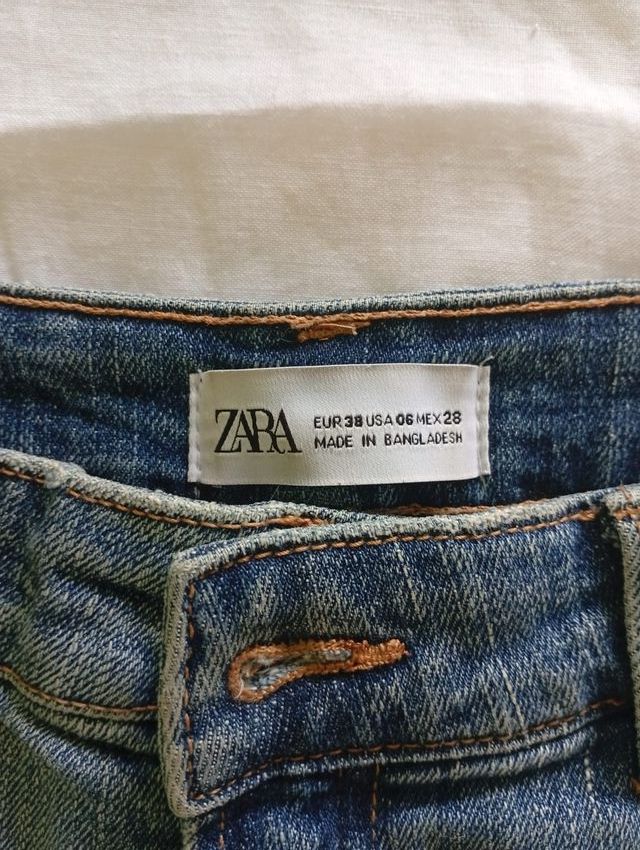 ZARA
EUR 38 USA 06 MEX 28
MADE IN BANGLADESH